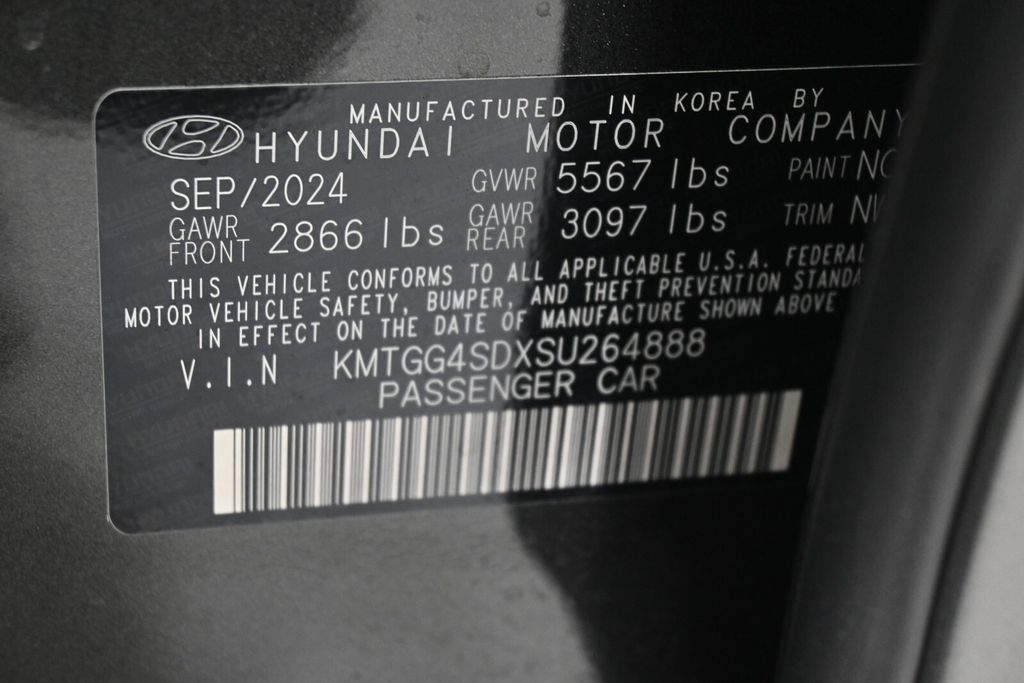 MANUFACTURED IN KOREA BY
HYUNDAI MOTOR COMPANY
SEP/2024 GVWR 5567 lbs PAINT
GAWR FRONT 2866 lbs GAWR REAR 3097 lbs TRIM
THIS VEHICLE CONFORMS TO ALL APPLICABLE U.S.A. FEDERAL
MOTOR VEHICLE SAFETY, BUMPER, AND THEFT PREVENTION STANDA
IN EFFECT ON THE DATE OF MANUFACTURE SHOWN ABOVE
V.I.N KMTGG4SDXSU264888
PASSENGER CAR